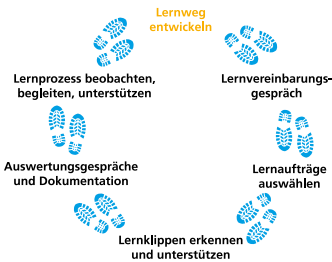 Lernweg
entwickeln
Lernprozess beobachten,
begleiten, unterstützen
Lernvereinbarungs-
gespräch
Auswertungsgespräche
und Dokumentation
Lernaufträge
auswählen
Lernklippen erkennen
und unterstützen